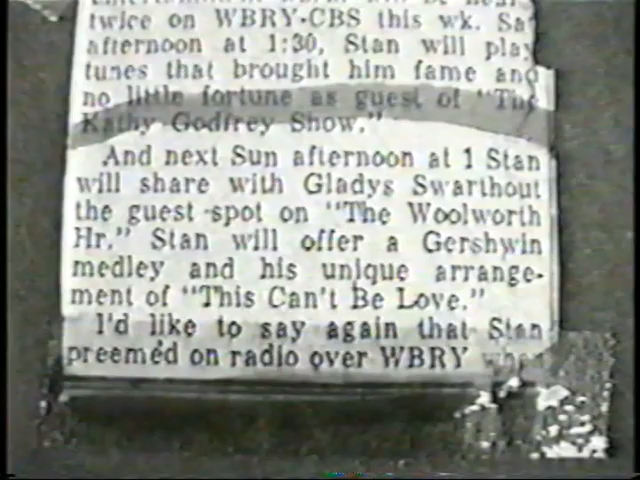 twice on WBRY-CBS this wk. Sa
afternoon at 1:30, Stan will play
tunes that brought him fame and
no little fortune as guest of "The
Kathy Godfrey Show."
And next Sun afternoon at 1 Stan
will share with Gladys Swarthout
the guest spot on "The Woolworth
Hr." Stan will offer a Gershwin
medley and his unique arrange-
ment of "This Can't Be Love."
I'd like to say again that Stan
preemed on radio over WBRY when